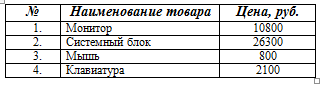 № Наименование товара Цена, руб.
1. Монитор 10800
2. Системный блок 26300
3. Мышь 800
4. Клавиатура 2100